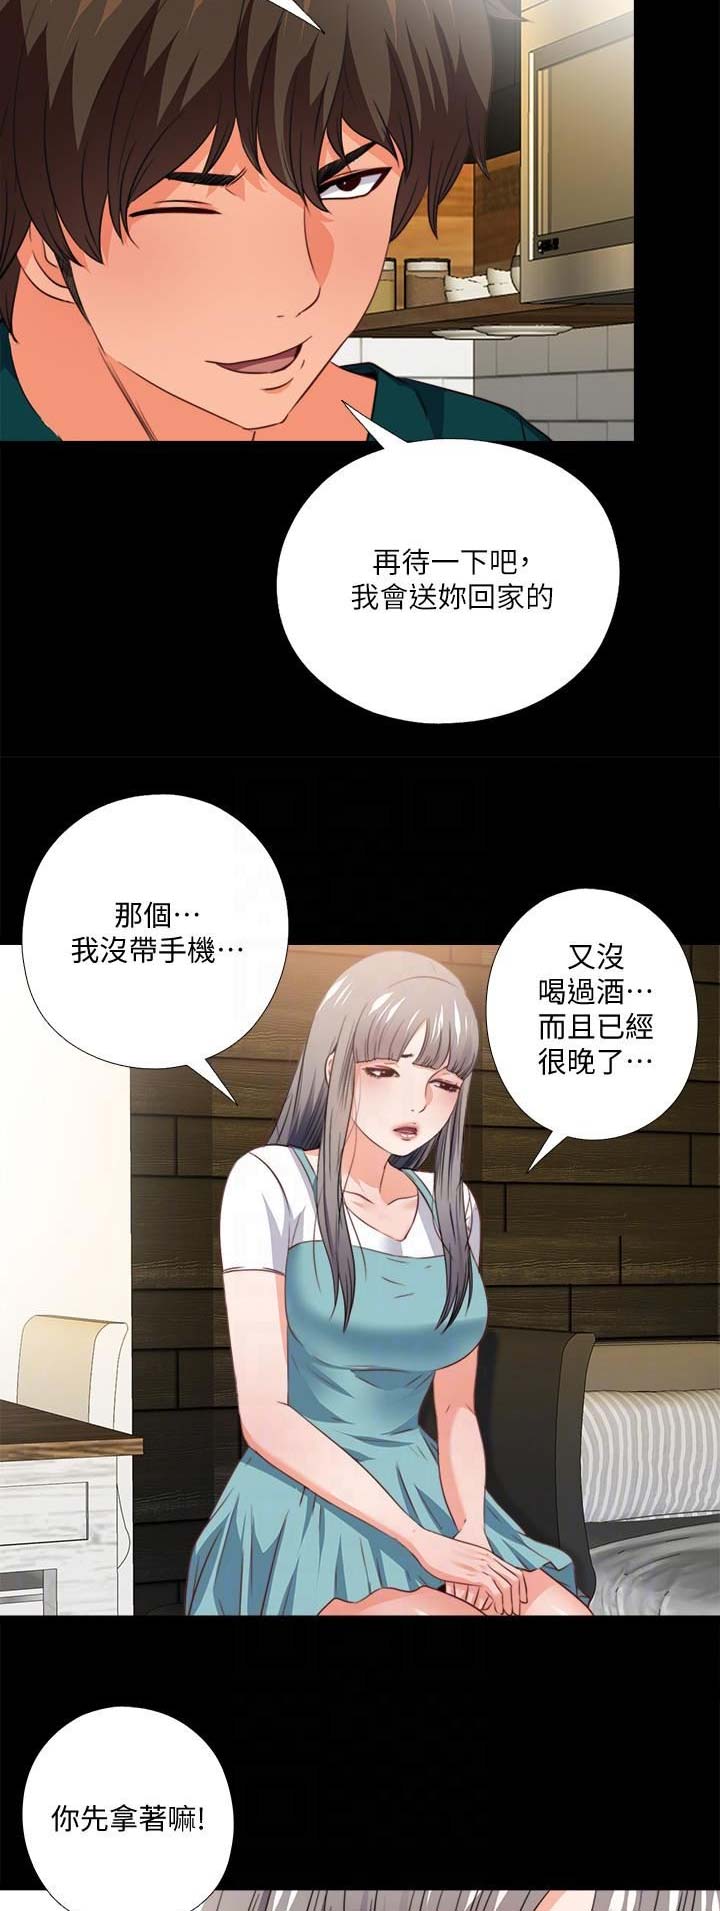 再待一下吧，
我會送妳回家的
那個⋯
我沒帶手機⋯
又沒
喝過酒⋯
而且已經
很晚了⋯
你先拿著嘛!